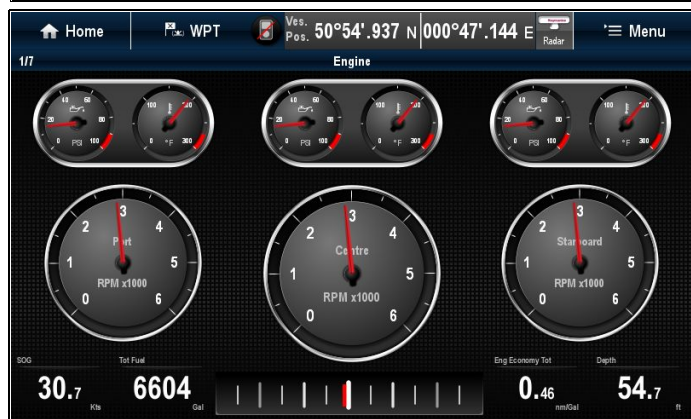 Home
WPT
Ves. Pos. 50°54'.937 N 000°47'.144 E
Radar
Menu
1/7
Engine
0 20 40 60 80 100 PSI
0 100 200 300 °F
0 20 40 60 80 100 PSI
0 100 200 300 °F
0 20 40 60 80 100 PSI
0 100 200 300 °F
0 1 2 3 4 5 6
Port
RPM x1000
0 1 2 3 4 5 6
Centre
RPM x1000
0 1 2 3 4 5 6
Starboard
RPM x1000
SOG
30.7 Kts
Tot Fuel
6604 Gal
Eng Economy Tot
0.46 nm/Gal
Depth
54.7 ft